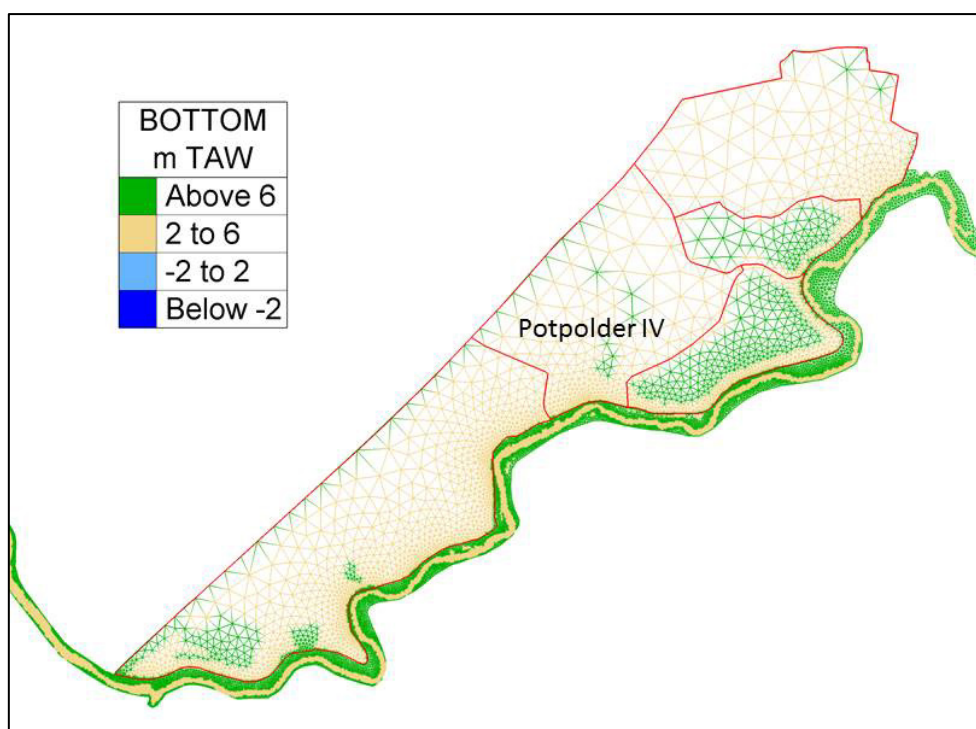 BOTTOM
m TAW
Above 6
2 to 6
-2 to 2
Below -2
Potpolder IV